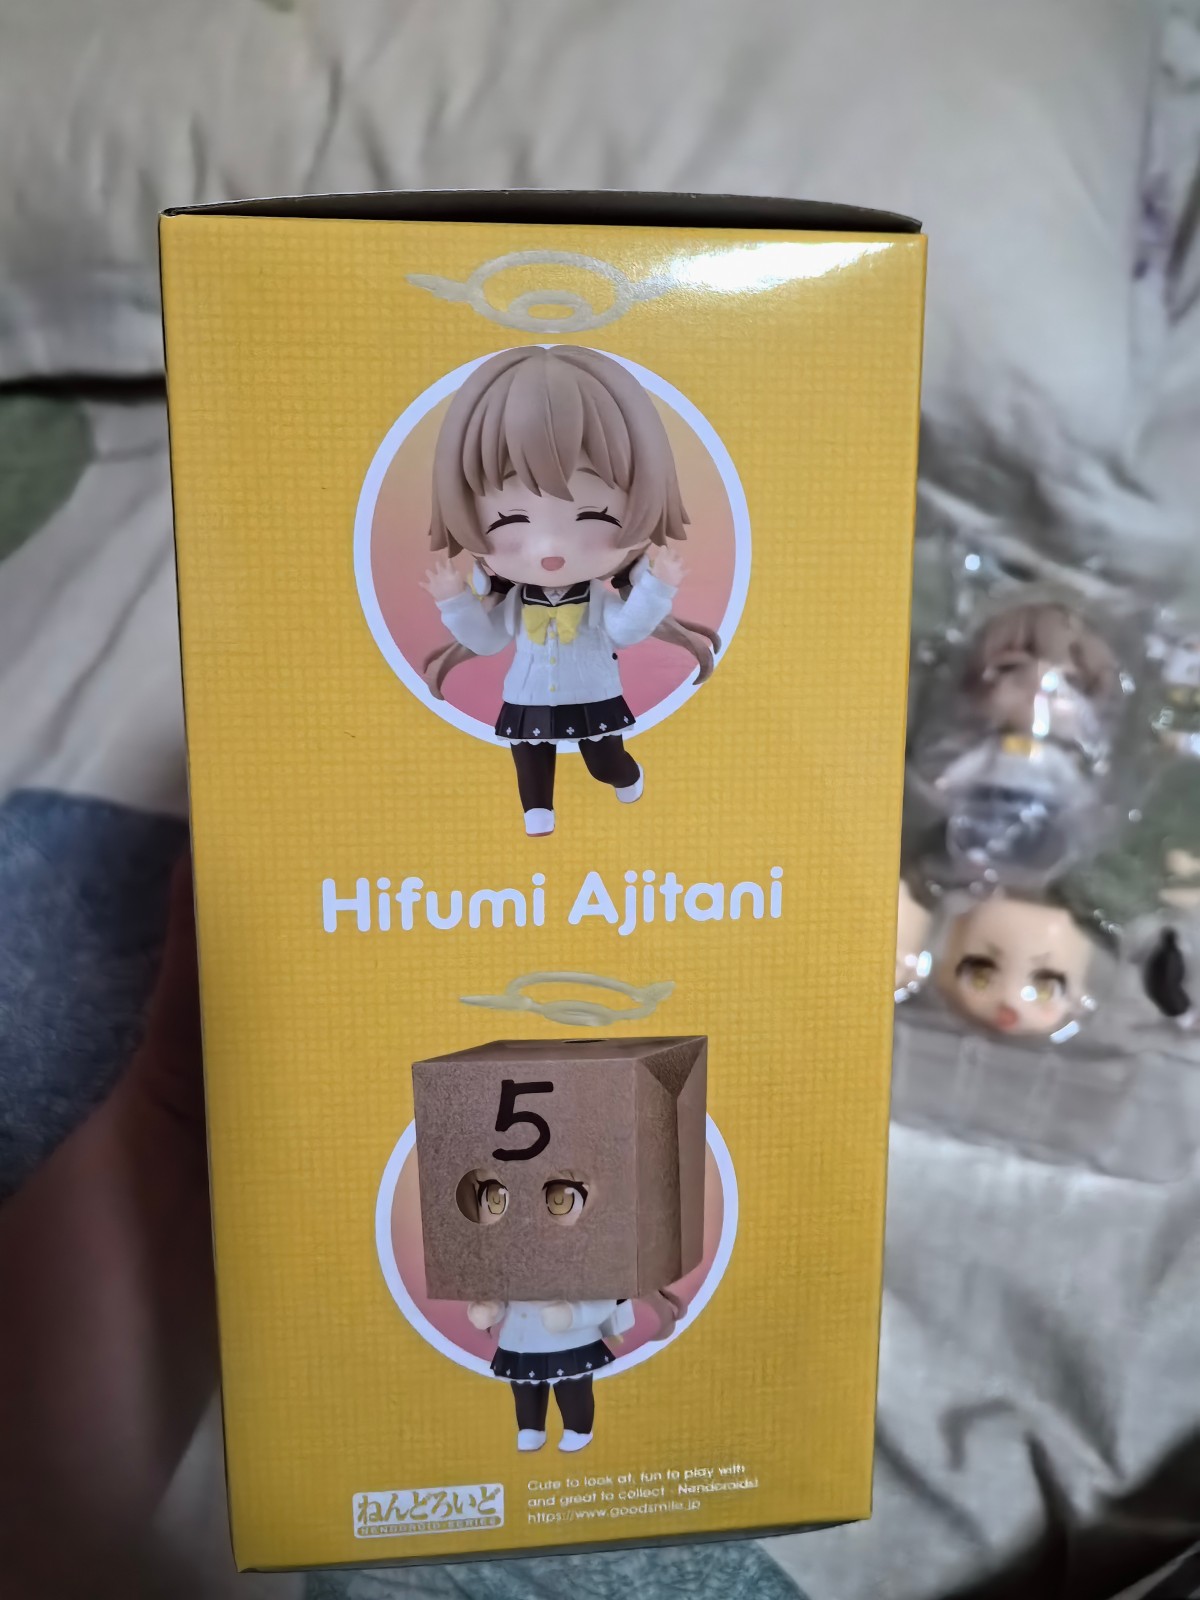 Hifumi Ajitani
5
ねんどろいど
NENDOROID SERIES
Cute to look at, fun to play with
and great to collect - Nendoroids!
https://www.goodsmile.jp